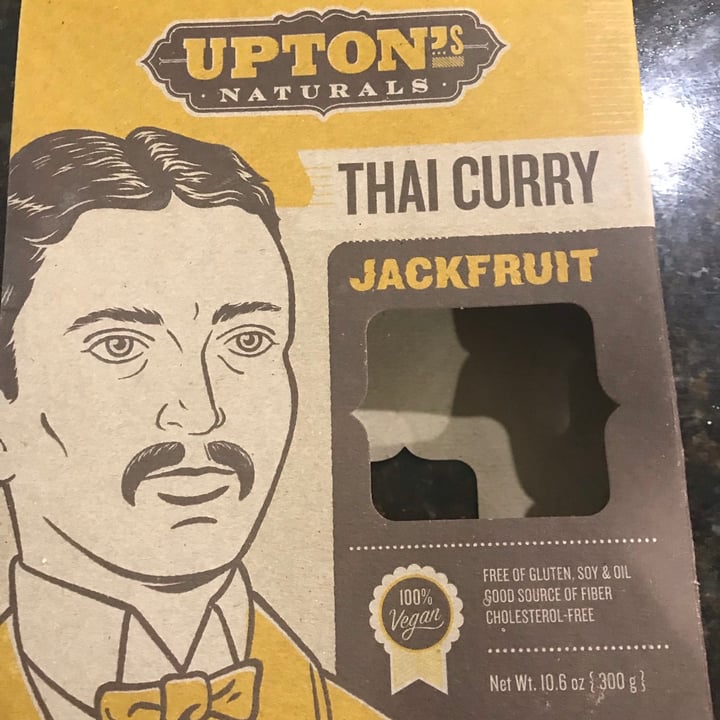 UPTON'S
NATURALS
THAI CURRY
JACKFRUIT
100%
Vegan
FREE OF GLUTEN, SOY & OIL
GOOD SOURCE OF FIBER
CHOLESTEROL-FREE
Net Wt. 10.6 oz { 300 g }